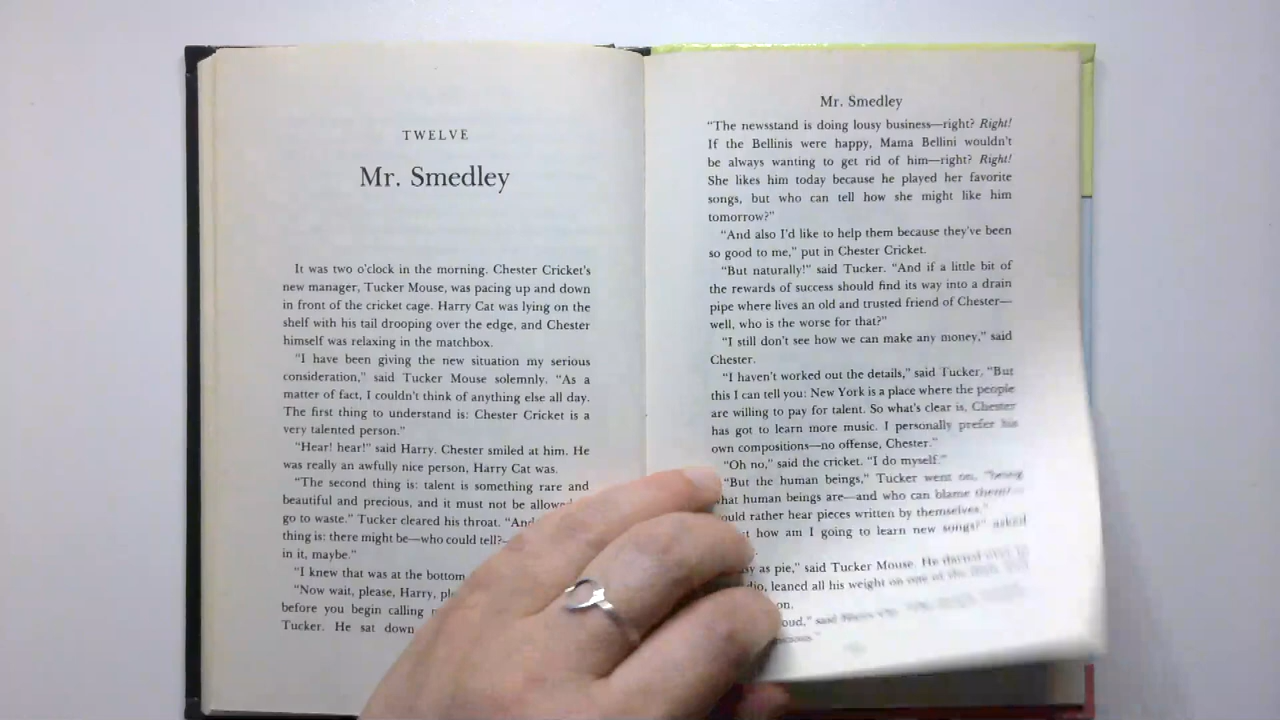 TWELVE
Mr. Smedley
It was two o'clock in the morning. Chester Cricket's
new manager, Tucker Mouse, was pacing up and down
in front of the cricket cage. Harry Cat was lying on the
shelf with his tail drooping over the edge, and Chester
himself was relaxing in the matchbox.
"I have been giving the new situation my serious
consideration," said Tucker Mouse solemnly. "As a
matter of fact, I couldn't think of anything else all day.
The first thing to understand is: Chester Cricket is a
very talented person."
"Hear! hear!" said Harry. Chester smiled at him. He
was really an awfully nice person, Harry Cat was.
"The second thing is: talent is something rare and
beautiful and precious, and it must not be allowed
go to waste." Tucker cleared his throat. "And
thing is: there might be—who could tell?—
in it, maybe."
"I knew that was at the bottom
"Now wait, please, Harry,
before you begin calling
Tucker. He sat down
Mr. Smedley
"The newsstand is doing lousy business—right? Right!
If the Bellinis were happy, Mama Bellini wouldn't
be always wanting to get rid of him—right? Right!
She likes him today because he played her favorite
songs, but who can tell how she might like him
tomorrow?"
"And also I'd like to help them because they've been
so good to me," put in Chester Cricket.
"But naturally!" said Tucker. "And if a little bit of
the rewards of success should find its way into a drain
pipe where lives an old and trusted friend of Chester—
well, who is the worse for that?"
"I still don't see how we can make any money," said
Chester.
"I haven't worked out the details," said Tucker, "But
this I can tell you: New York is a place where the people
are willing to pay for talent. So what's clear is, Chester
has got to learn more music. I personally prefer his
own compositions—no offense, Chester."
"Oh no," said the cricket. "I do myself."
"But the human beings," Tucker went on, "being
what human beings are—and who can blame them?—
would rather hear pieces written by themselves."
how am I going to learn new songs?" asked
as pie," said Tucker Mouse. He darted over to
leaned all his weight on one of the
on.
said